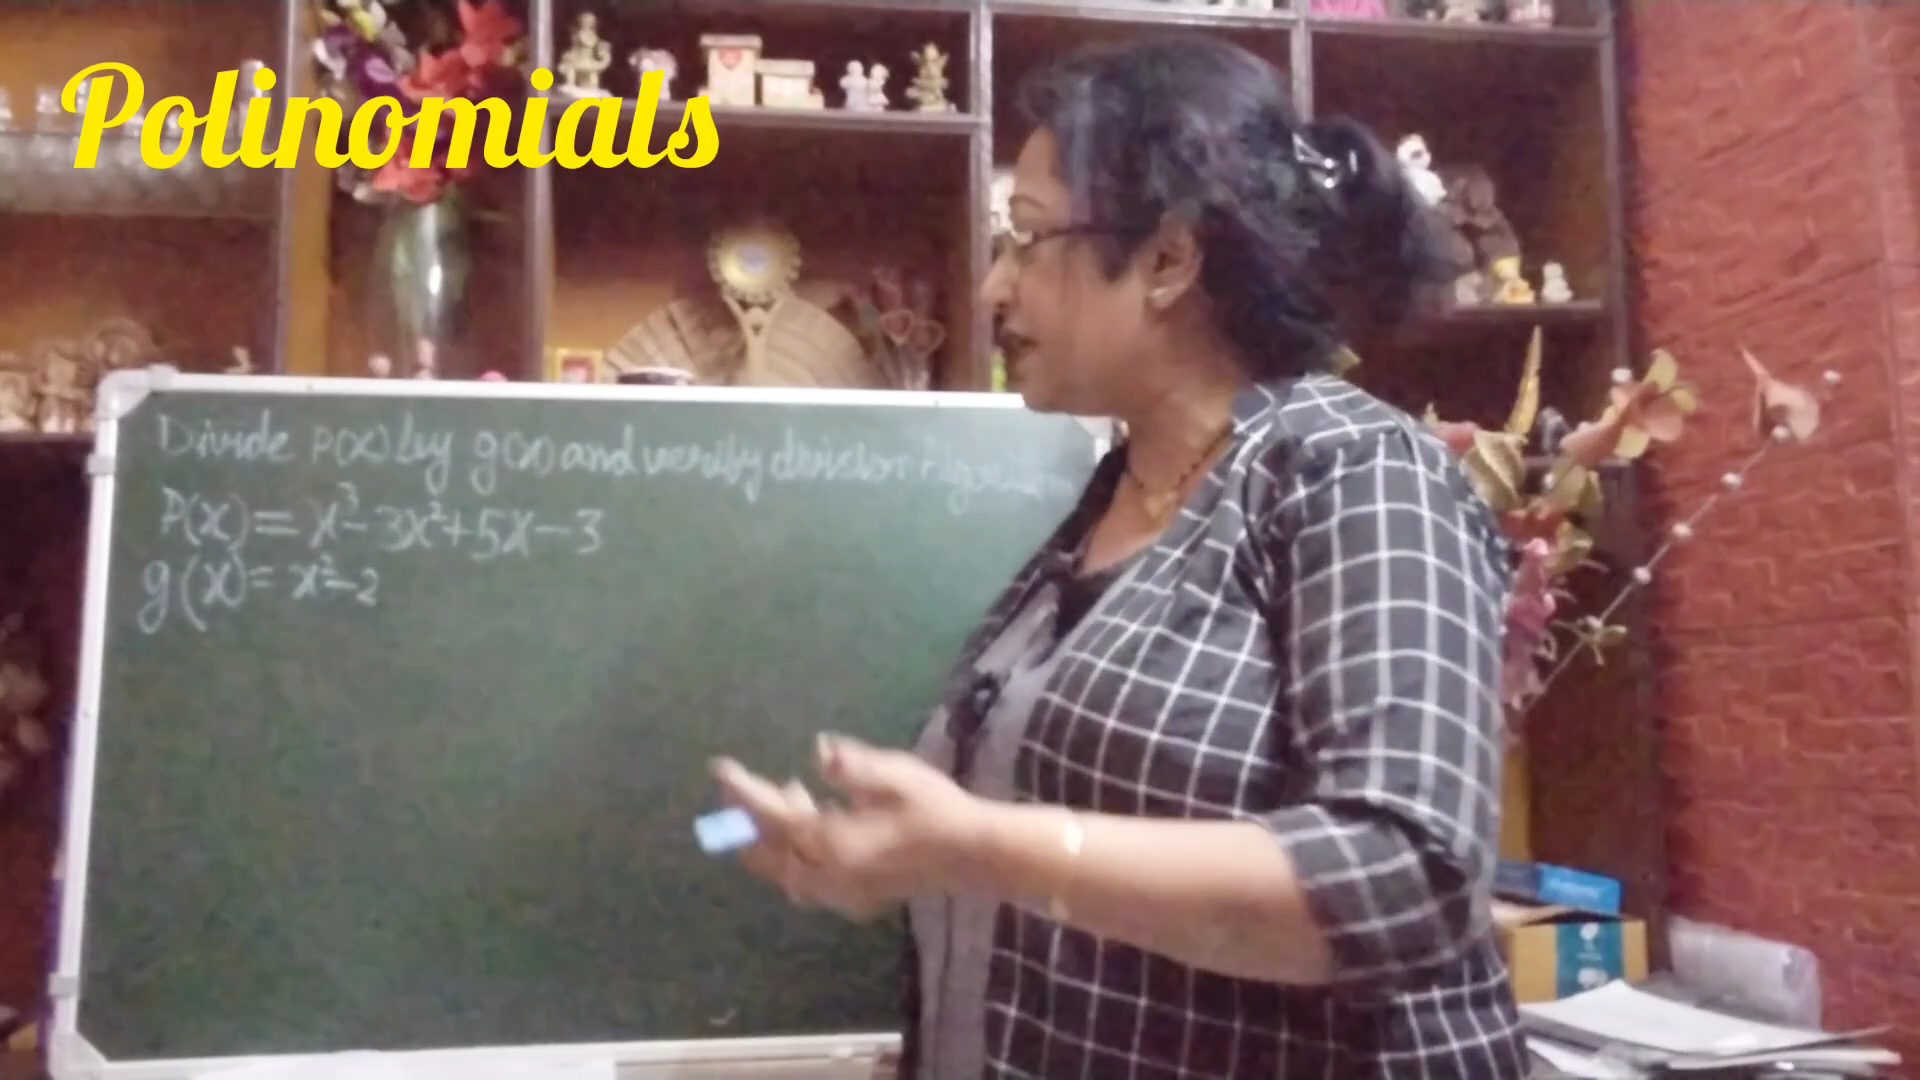 Polinomials
Divide P(x) by g(x) and verify division
P(x) = x³ - 3x² + 5x - 3
g(x) = x² - 2